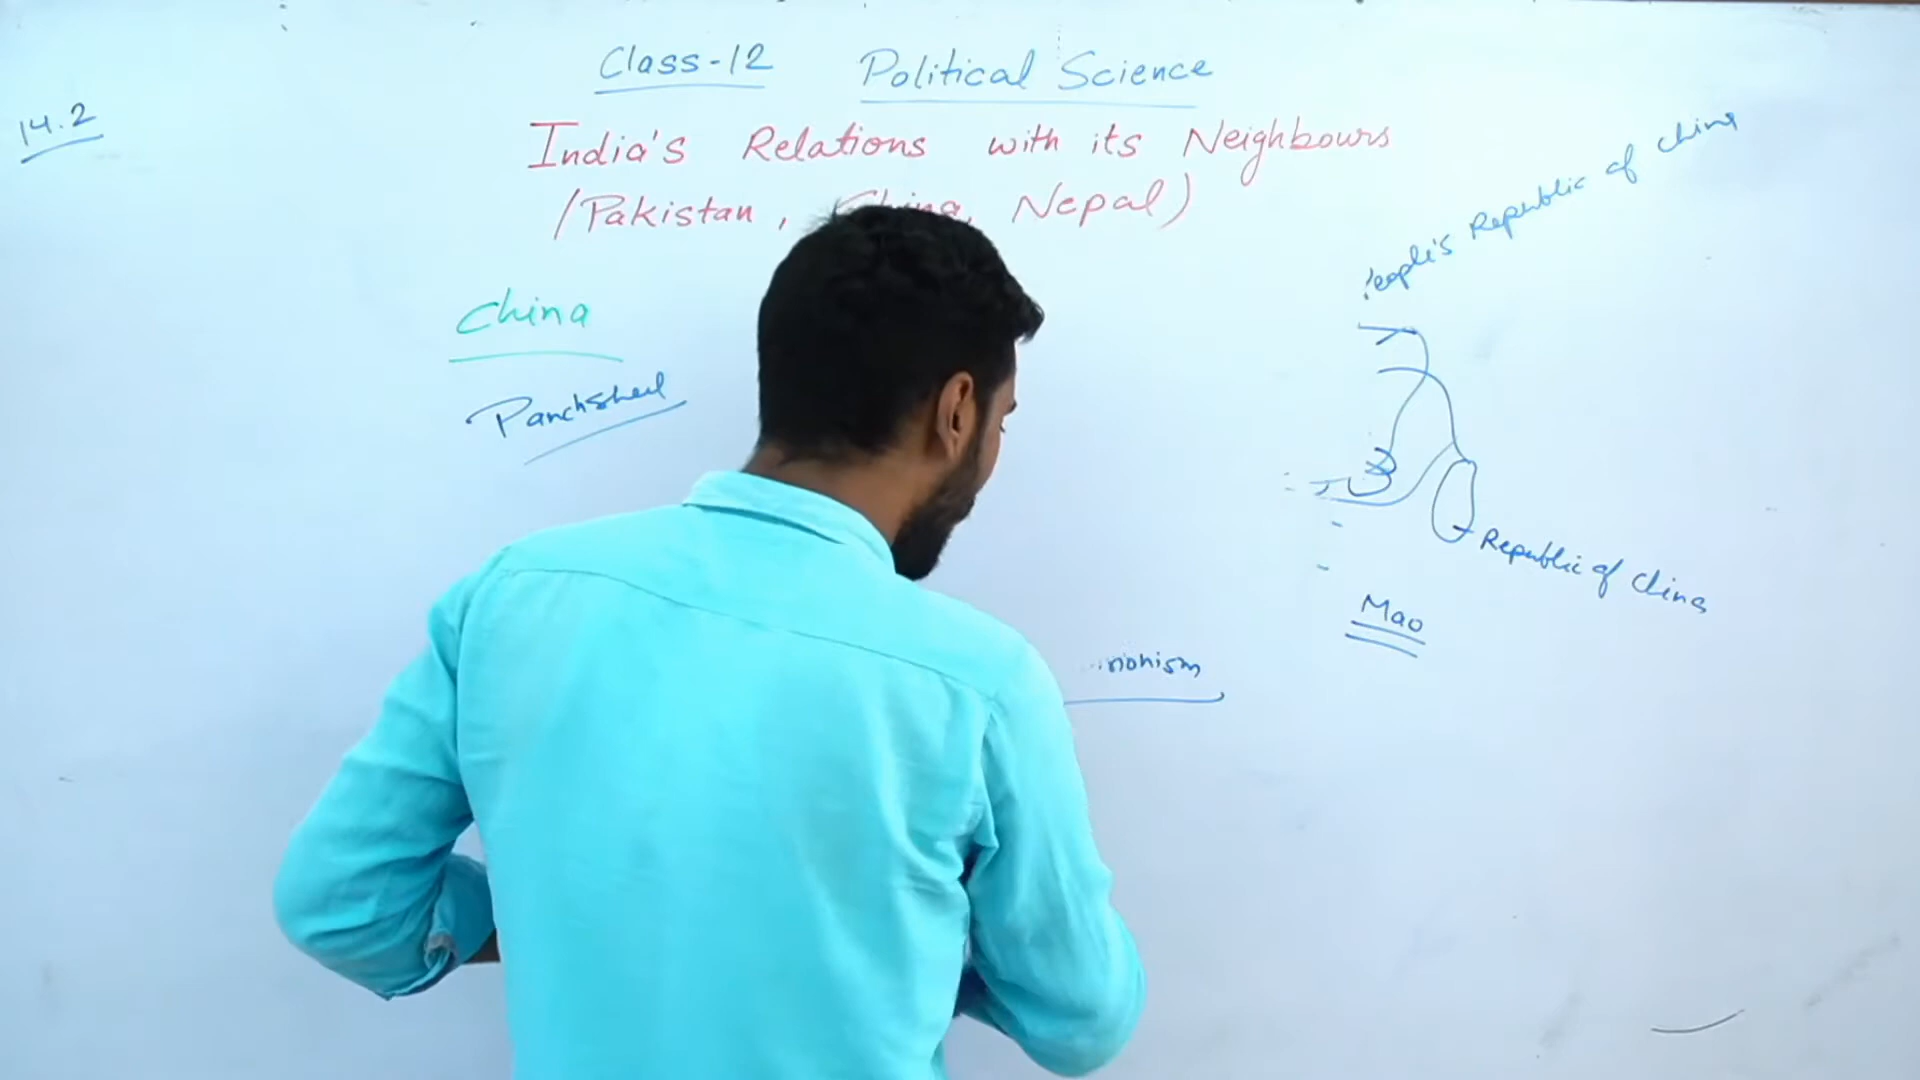 Class-12 Political Science
14.2
India's Relations with its Neighbours
(Pakistan, China, Nepal)
People's Republic of China
China
Panchsheel
Republic of China
Mao